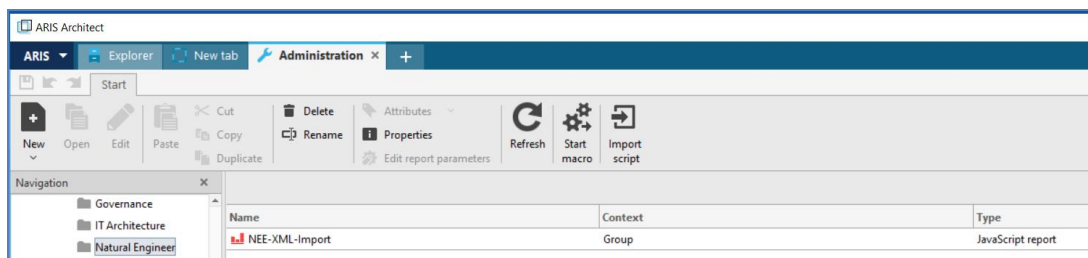 ARIS Architect
ARIS Explorer New tab Administration × +
Start
New Open Edit Paste Cut Copy Duplicate Delete Rename Attributes Properties Edit report parameters Refresh Start macro Import script
Navigation ×
Governance
IT Architecture
Natural Engineer
Name Context Type
NEE-XML-Import Group JavaScript report